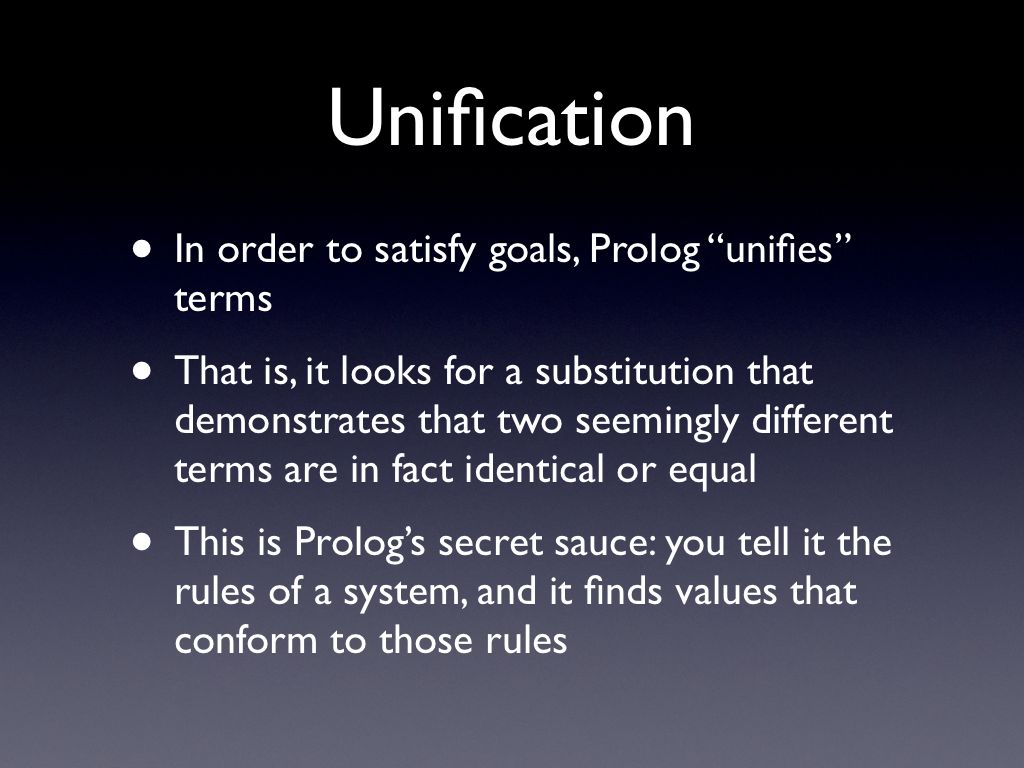 Unification
• In order to satisfy goals, Prolog “unifies”
terms
• That is, it looks for a substitution that
demonstrates that two seemingly different
terms are in fact identical or equal
• This is Prolog’s secret sauce: you tell it the
rules of a system, and it finds values that
conform to those rules